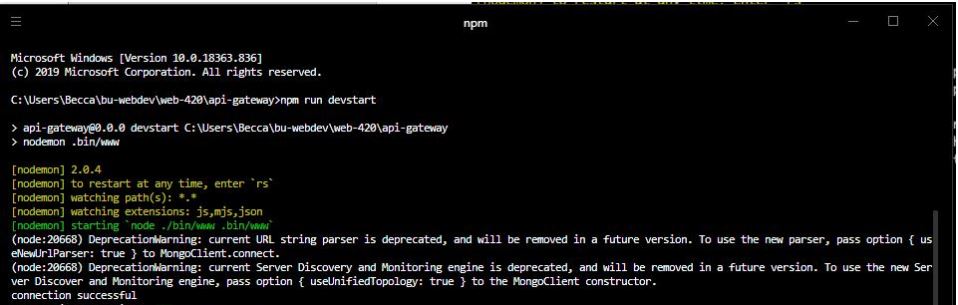 npm
Microsoft Windows [Version 10.0.18363.836]
(c) 2019 Microsoft Corporation. All rights reserved.
C:\Users\Becca\bu-webdev\web-420\api-gateway>npm run devstart
> api-gateway@0.0.0 devstart C:\Users\Becca\bu-webdev\web-420\api-gateway
> nodemon .bin/www
[nodemon] 2.0.4
[nodemon] to restart at any time, enter `rs`
[nodemon] watching path(s): *.*
[nodemon] watching extensions: js,mjs,json
[nodemon] starting `node ./bin/www .bin/www`
(node:20668) DeprecationWarning: current URL string parser is deprecated, and will be removed in a future version. To use the new parser, pass option { us
eNewUrlParser: true } to MongoClient.connect.
(node:20668) DeprecationWarning: current Server Discovery and Monitoring engine is deprecated, and will be removed in a future version. To use the new Ser
ver Discover and Monitoring engine, pass option { useUnifiedTopology: true } to the MongoClient constructor.
connection successful